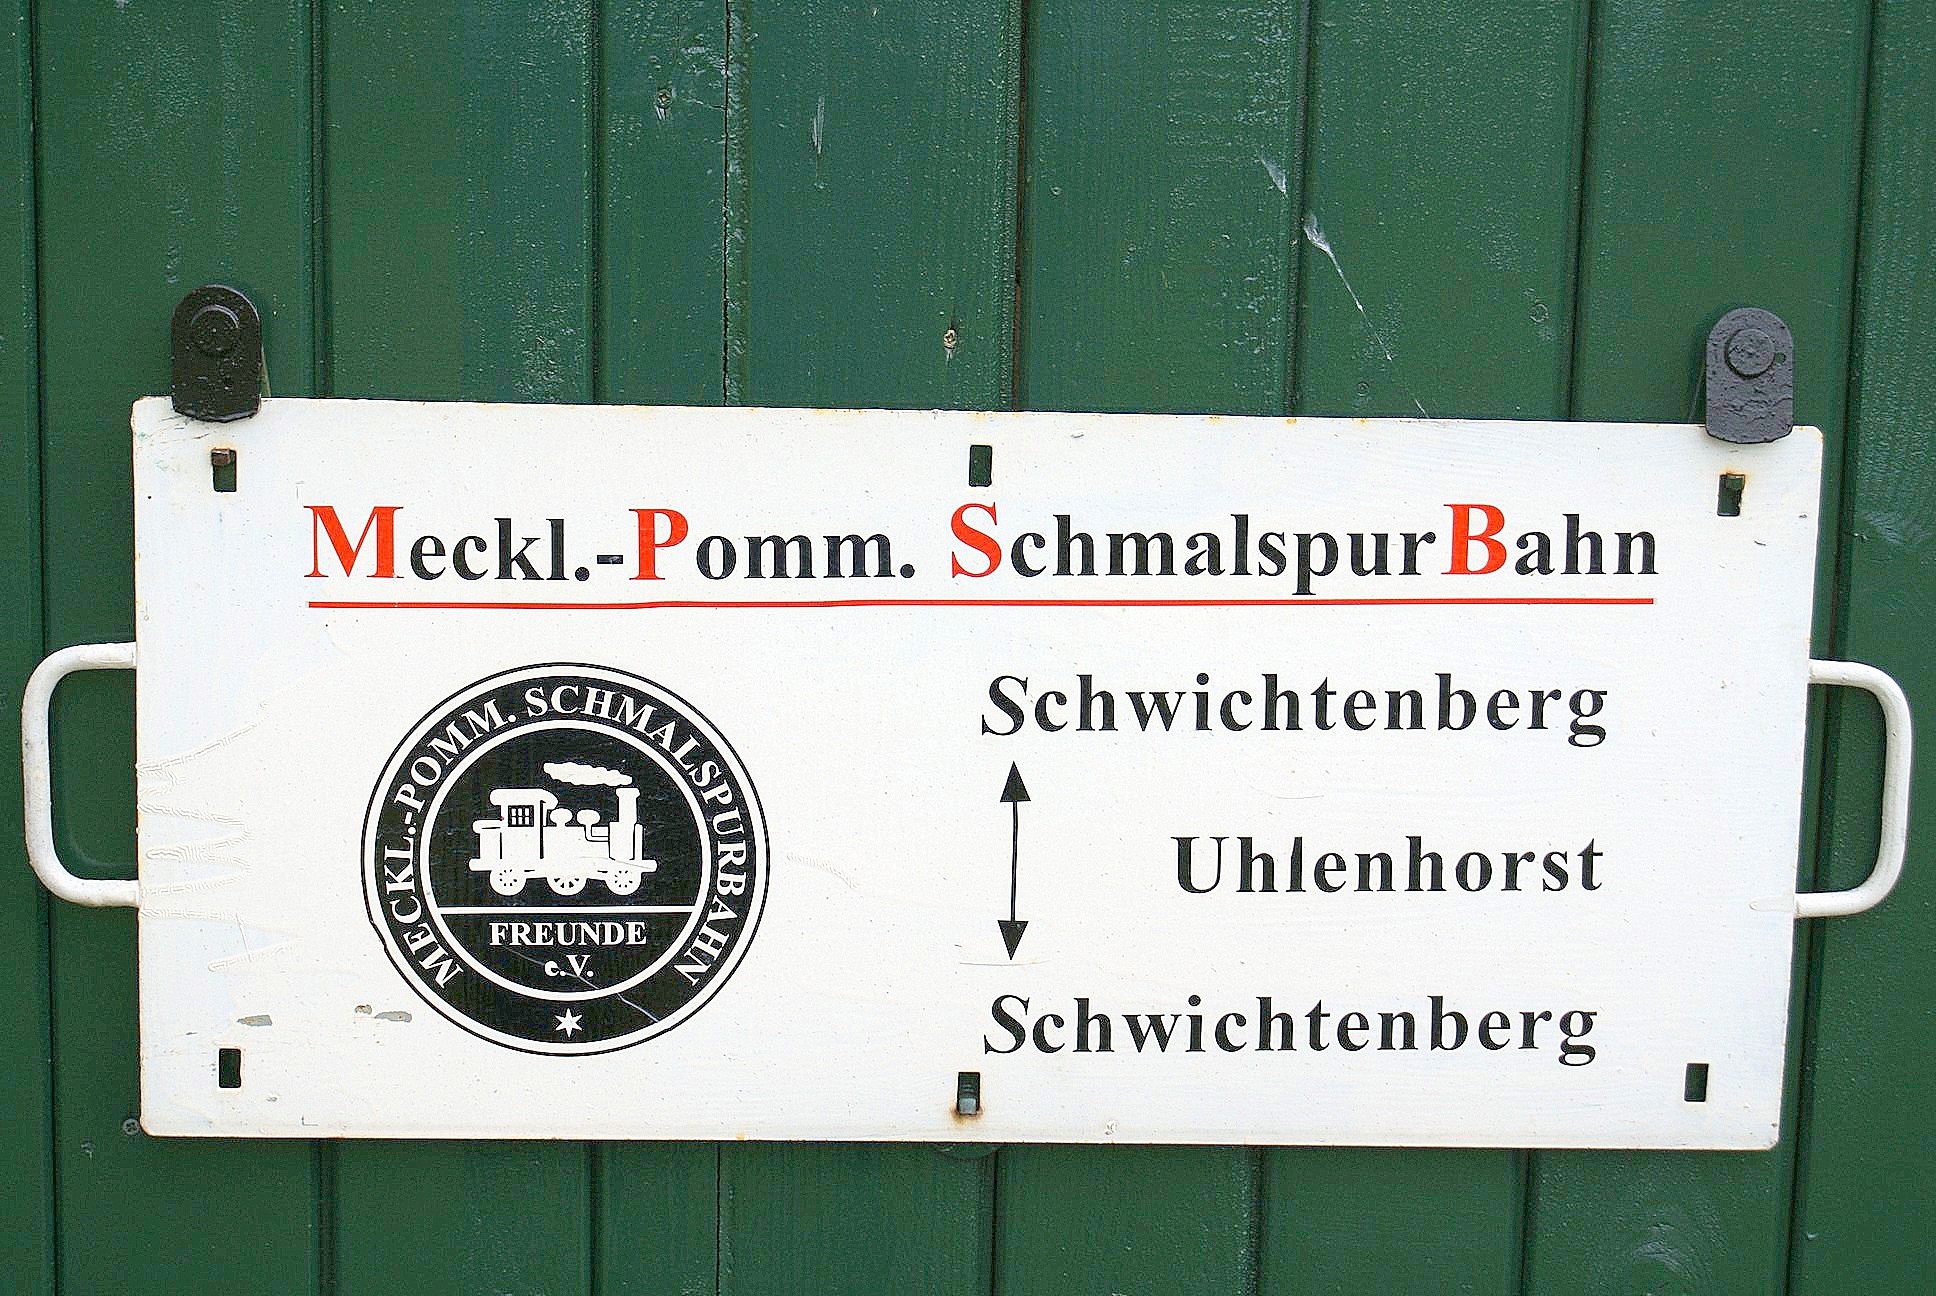 Meckl.-Pomm. SchmalspurBahn
MECKL.-POMM. SCHMALSPURBAHN
FREUNDE
e.V.
Schwichtenberg
Uhlenhorst
Schwichtenberg